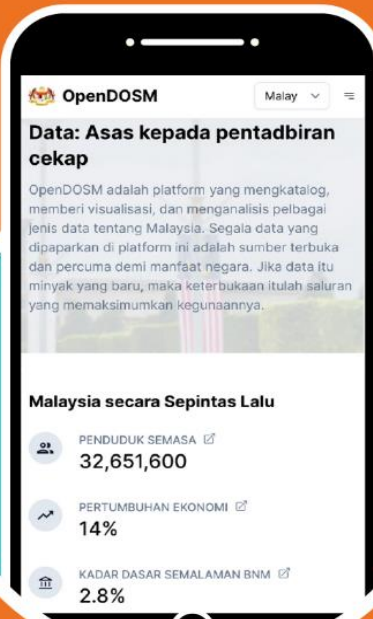 OpenDOSM
Malay
Data: Asas kepada pentadbiran
cekap
OpenDOSM adalah platform yang mengkatalog,
memberi visualisasi, dan menganalisis pelbagai
jenis data tentang Malaysia. Segala data yang
dipaparkan di platform ini adalah sumber terbuka
dan percuma demi manfaat negara. Jika data itu
minyak yang baru, maka keterbukaan itulah saluran
yang memaksimumkan kegunaannya.
Malaysia secara Sepintas Lalu
PENDUDUK SEMASA
32,651,600
PERTUMBUHAN EKONOMI
14%
KADAR DASAR SEMALAMAN BNM
2.8%